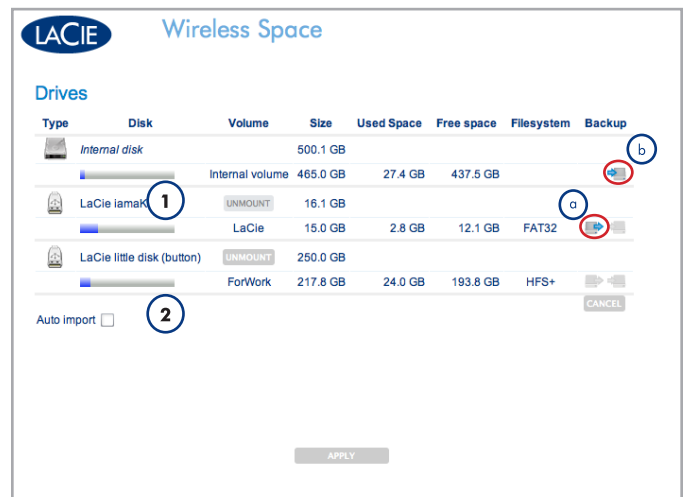 LACIE
Wireless Space
Drives
Type Disk Volume Size Used Space Free space Filesystem Backup
Internal disk 500.1 GB b
Internal volume 465.0 GB 27.4 GB 437.5 GB
LaCie 1 UNMOUNT 16.1 GB a
LaCie 15.0 GB 2.8 GB 12.1 GB FAT32
LaCie little disk (button) UNMOUNT 250.0 GB
ForWork 217.8 GB 24.0 GB 193.8 GB HFS+
CANCEL
Auto import 2
APPLY